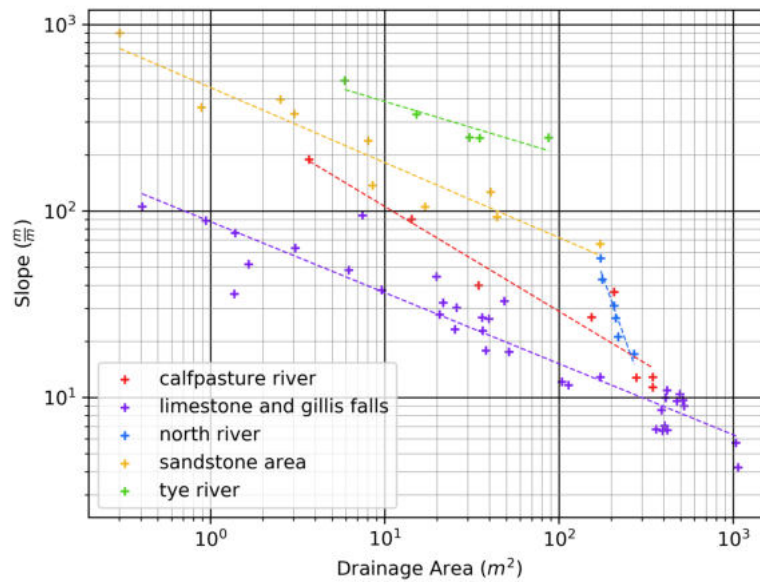 10³
10²
10¹
Slope (m/m)
calfpasture river
limestone and gillis falls
north river
sandstone area
tye river
10⁰ 10¹ 10² 10³
Drainage Area (m²)